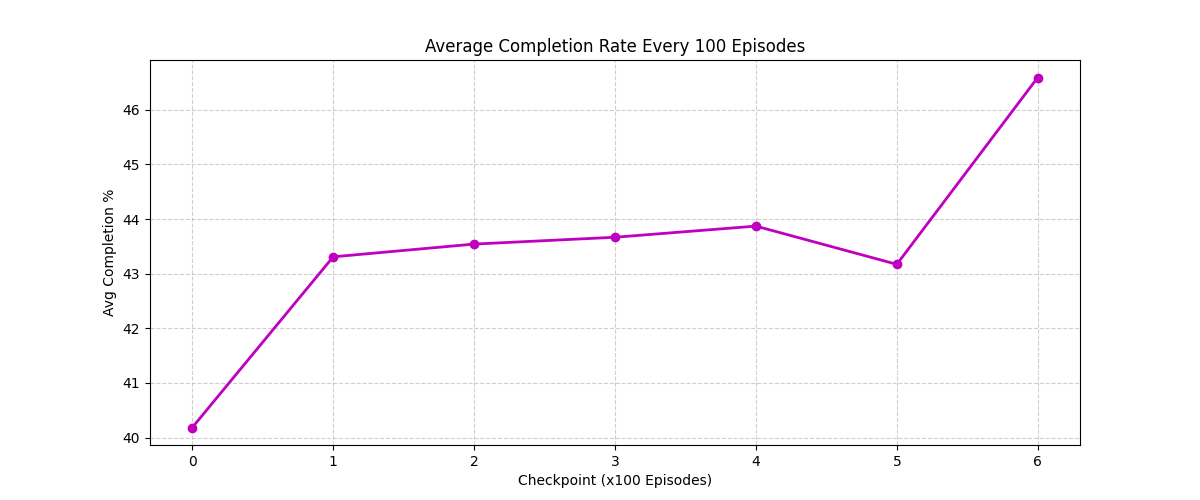 Average Completion Rate Every 100 Episodes
46
45
44
43
42
41
40
Avg Completion %
0 1 2 3 4 5 6
Checkpoint (x100 Episodes)